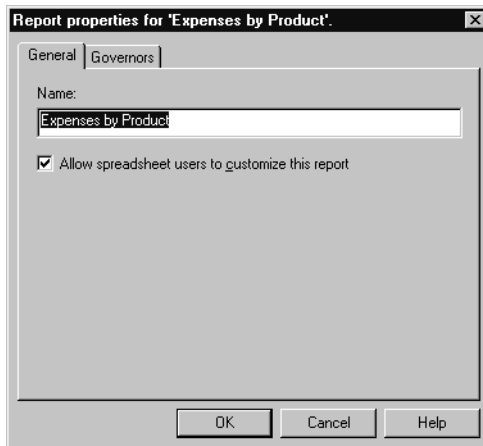 Report properties for 'Expenses by Product'.
General Governors
Name:
Expenses by Product
Allow spreadsheet users to customize this report
OK Cancel Help